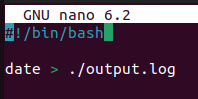 GNU nano 6.2
#!/bin/bash
date > ./output.log